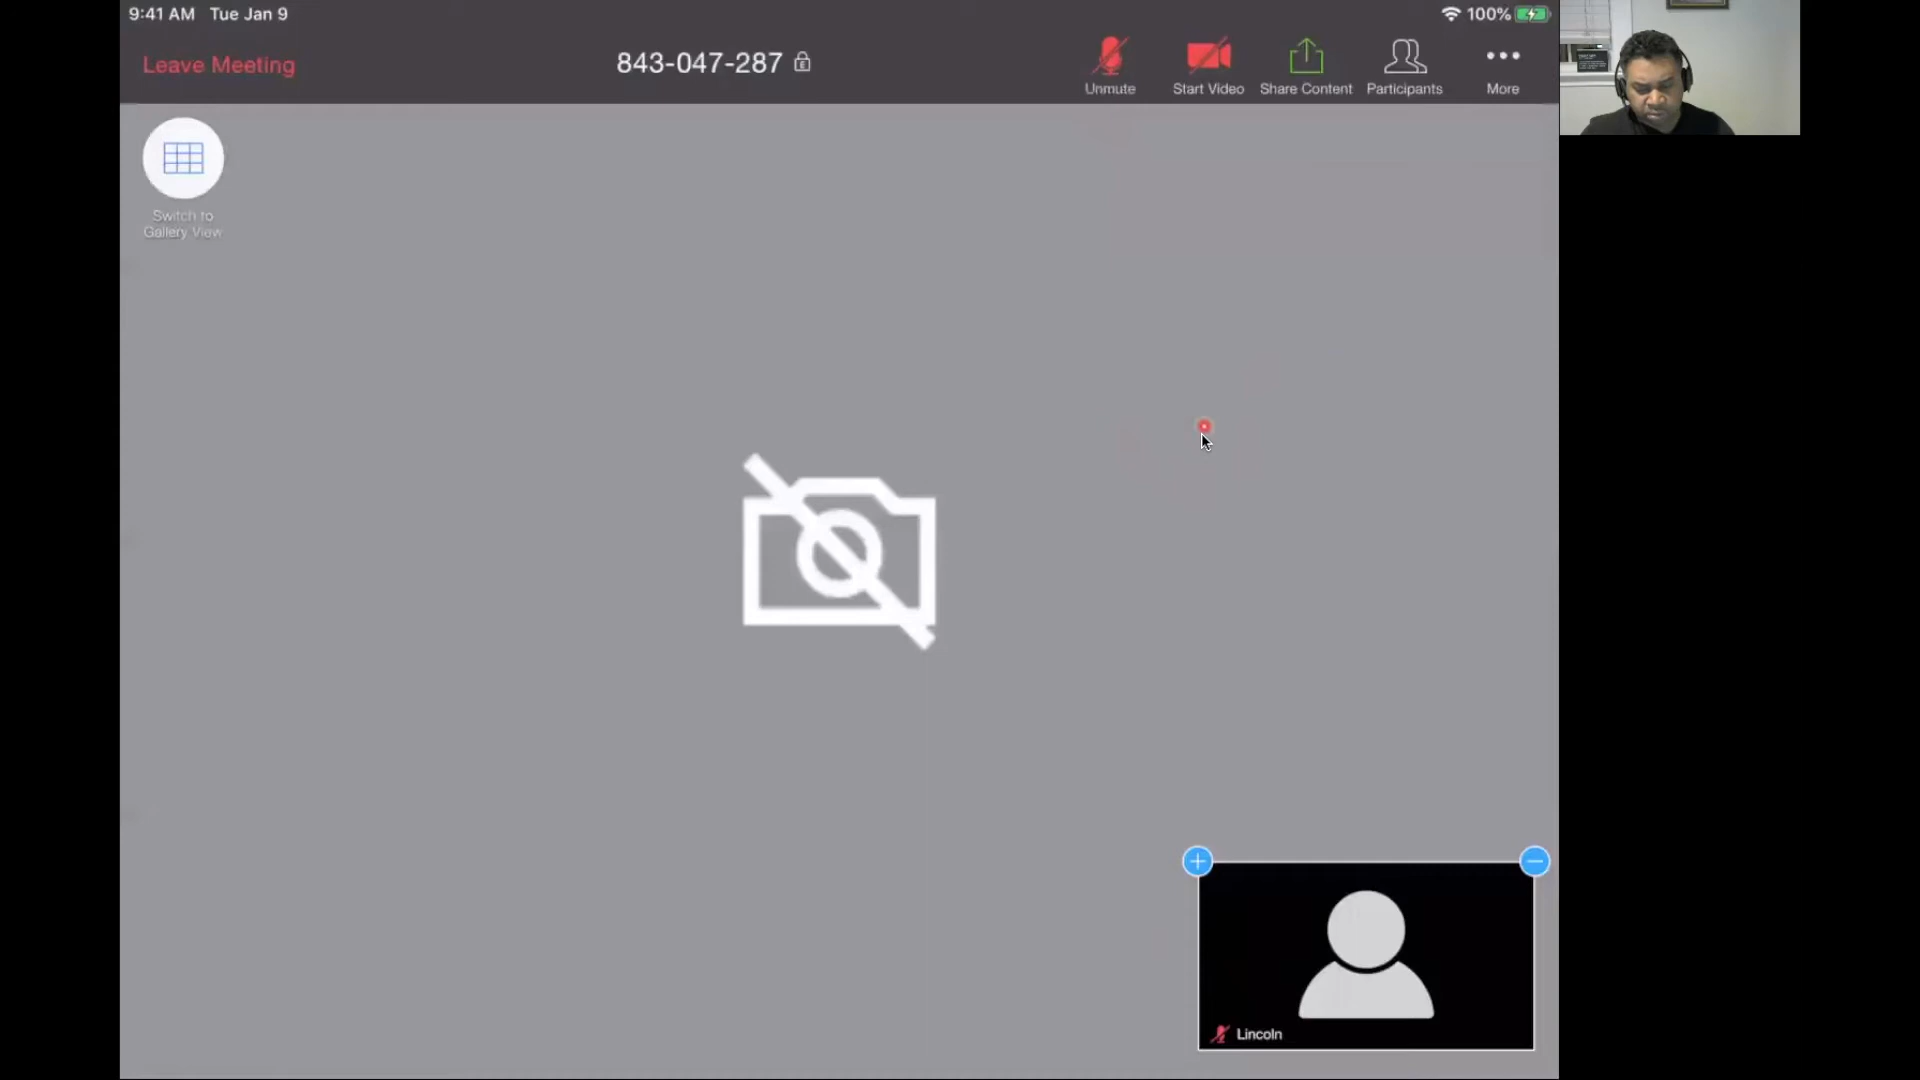 9:41 AM Tue Jan 9
100%
Leave Meeting
843-047-287
Unmute
Start Video
Share Content
Participants
More
Switch to
Gallery View
Lincoln